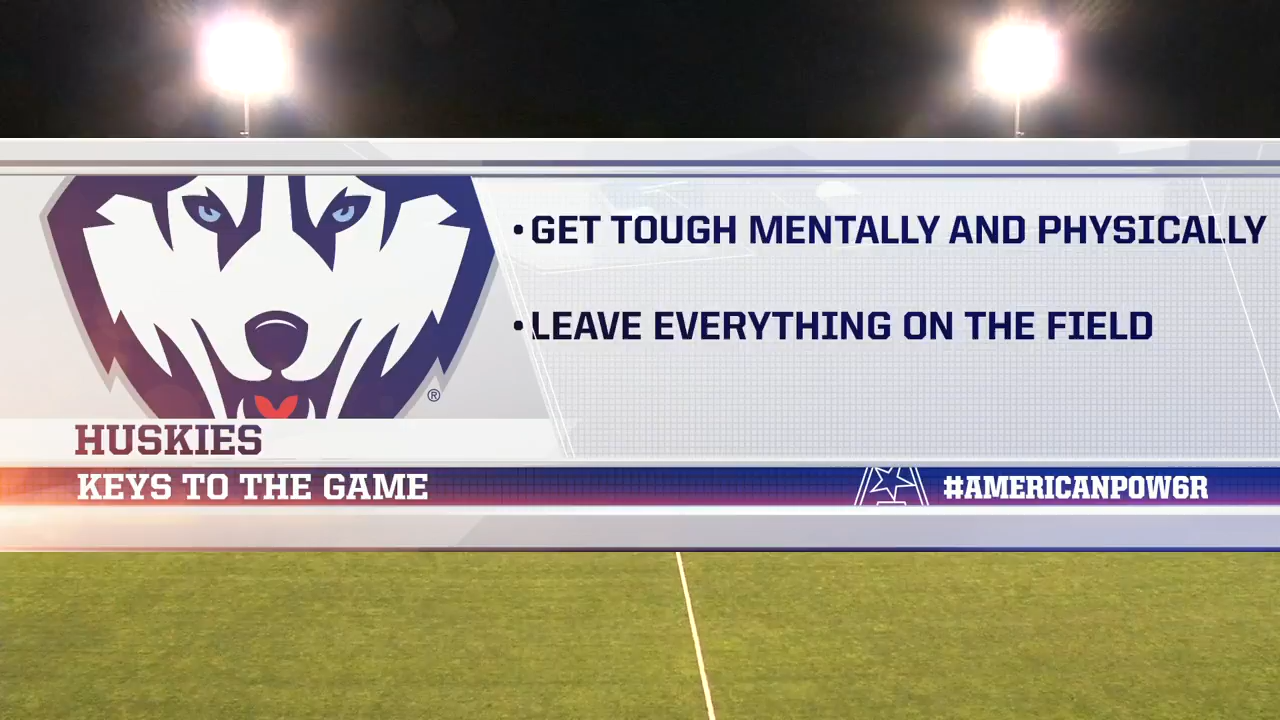 • GET TOUGH MENTALLY AND PHYSICALLY
• LEAVE EVERYTHING ON THE FIELD
®
HUSKIES
KEYS TO THE GAME
#AMERICANPOW6R